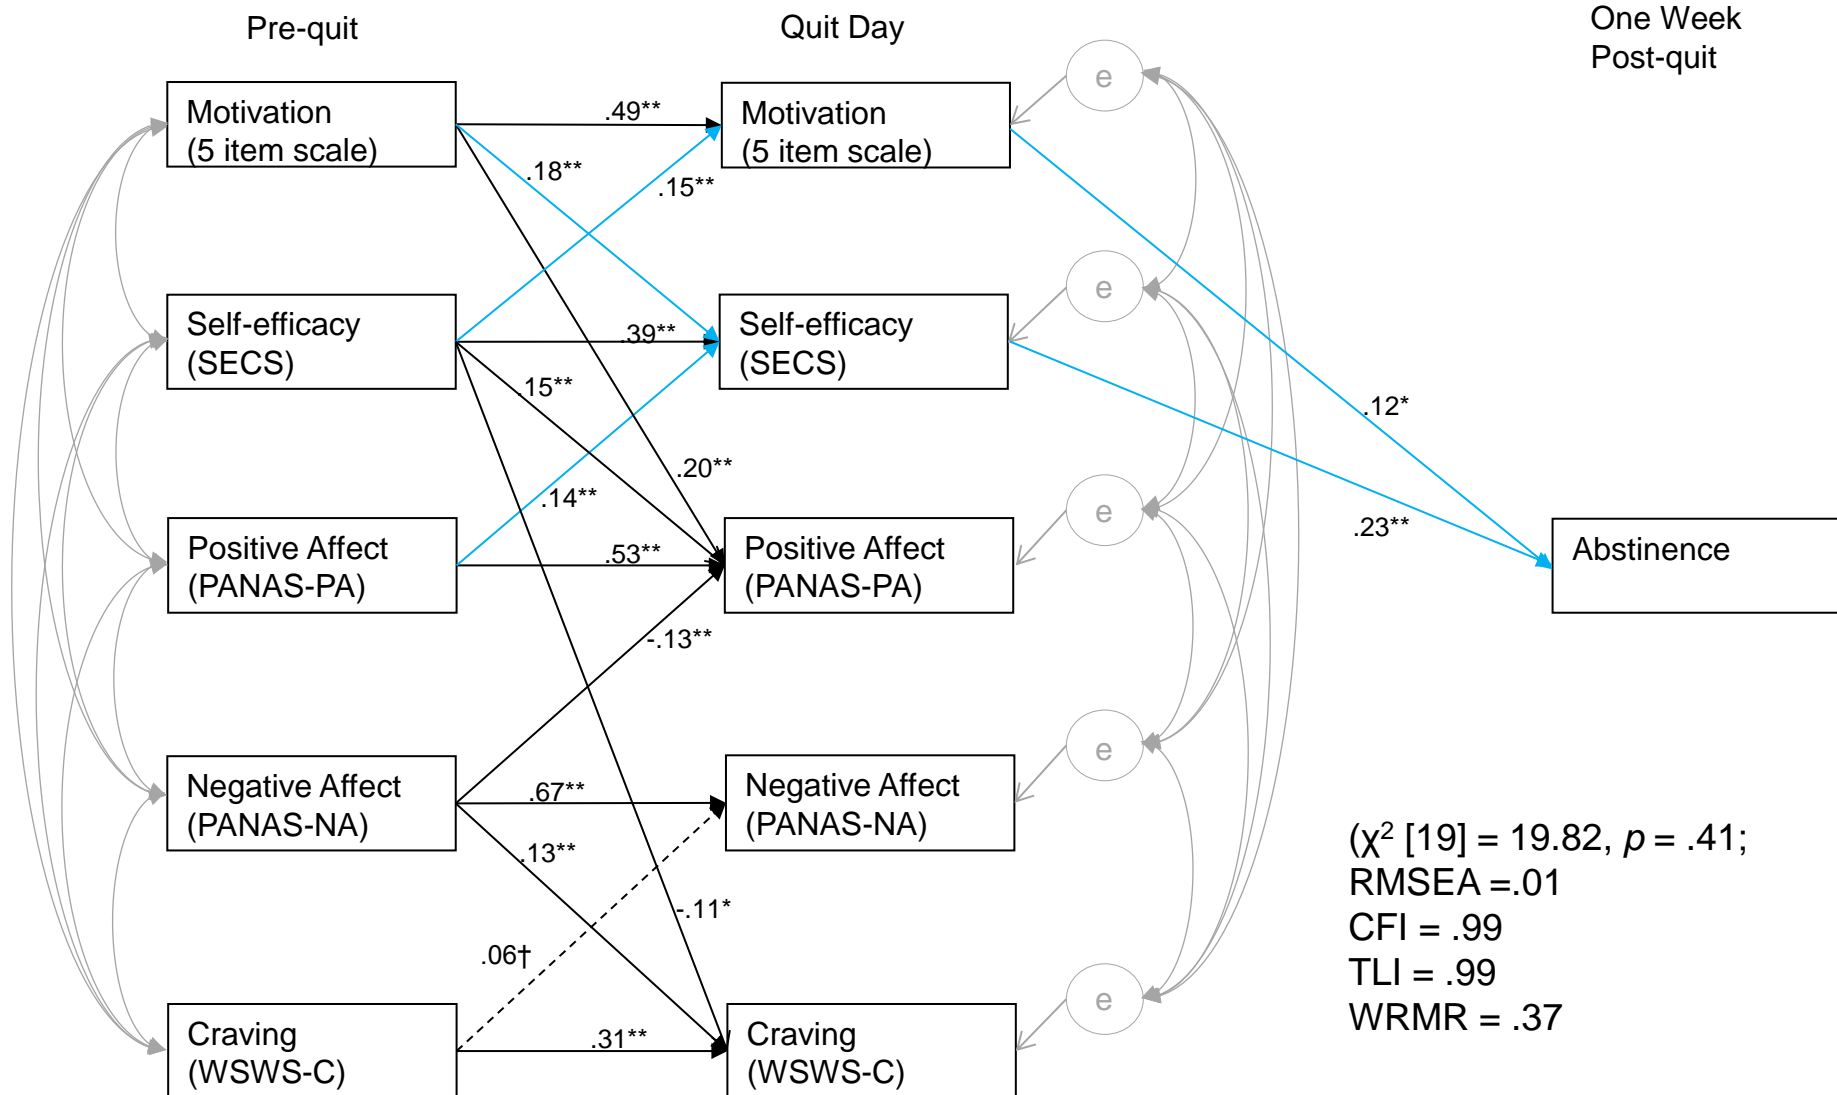 Pre-quit
Quit Day
One Week
Post-quit
Motivation
(5 item scale)
.49**
Motivation
(5 item scale)
e
.18**
.15**
Self-efficacy
(SECS)
.39**
Self-efficacy
(SECS)
e
.15**
.12*
.20**
.14**
.23**
Positive Affect
(PANAS-PA)
.53**
Positive Affect
(PANAS-PA)
e
Abstinence
-.13**
Negative Affect
(PANAS-NA)
.67**
Negative Affect
(PANAS-NA)
e
.13**
-.11*
.06†
(χ² [19] = 19.82, p = .41;
RMSEA =.01
CFI = .99
TLI = .99
WRMR = .37
Craving
(WSWS-C)
.31**
Craving
(WSWS-C)
e